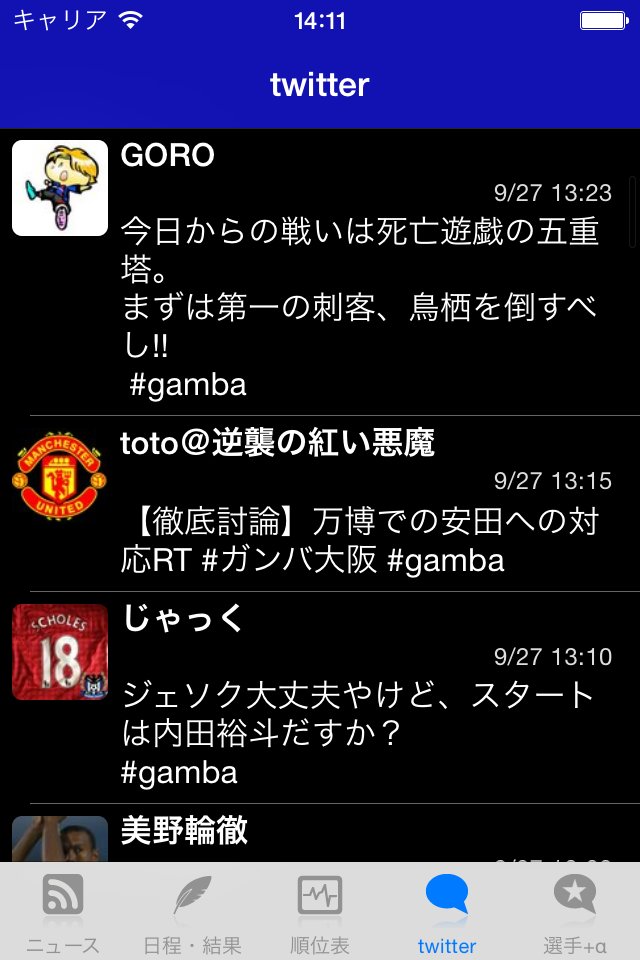 キャリア 14:11
twitter
GORO
9/27 13:23
今日からの戦いは死亡遊戯の五重
塔。
まずは第一の刺客、鳥栖を倒すべ
し!!
#gamba
MANCHESTER
UNITED
toto@逆襲の紅い悪魔
9/27 13:15
【徹底討論】万博での安田への対
応RT #ガンバ大阪 #gamba
SCHOLES
18
じゃっく
9/27 13:10
ジェソク大丈夫やけど、スタート
は内田裕斗だすか？
#gamba
美野輪徹
ニュース
日程・結果
順位表
twitter
選手+α